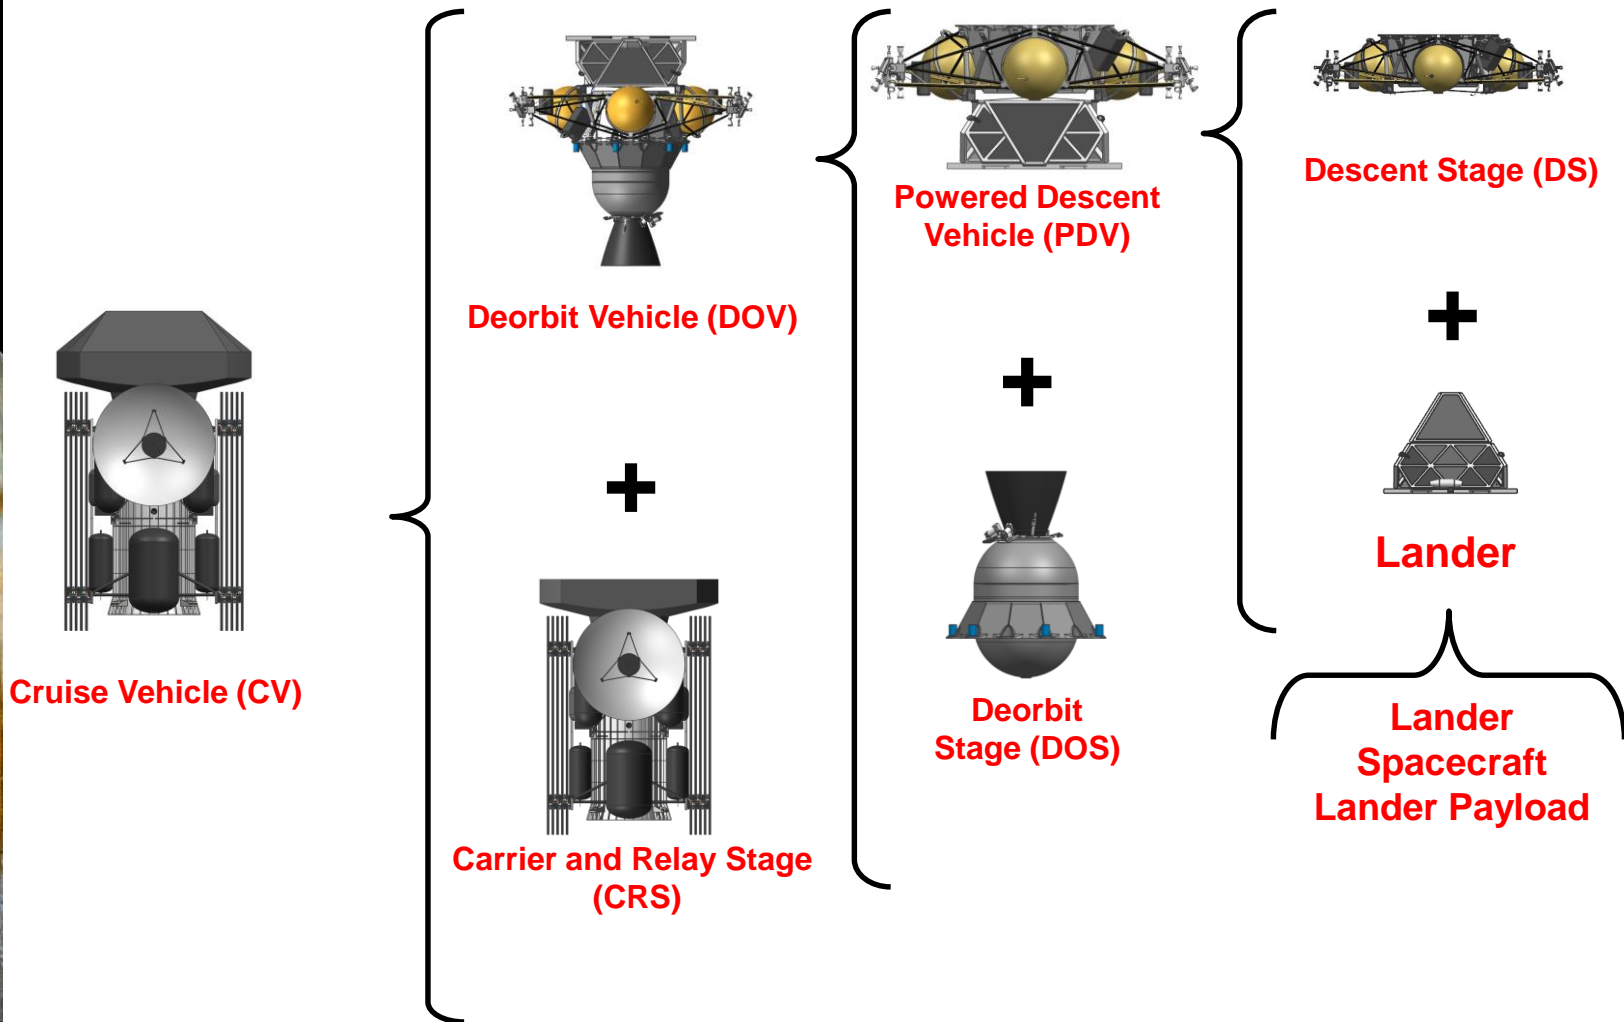 Cruise Vehicle (CV)
Deorbit Vehicle (DOV)
+
Carrier and Relay Stage
(CRS)
Powered Descent
Vehicle (PDV)
+
Deorbit
Stage (DOS)
Descent Stage (DS)
+
Lander
Lander
Spacecraft
Lander Payload